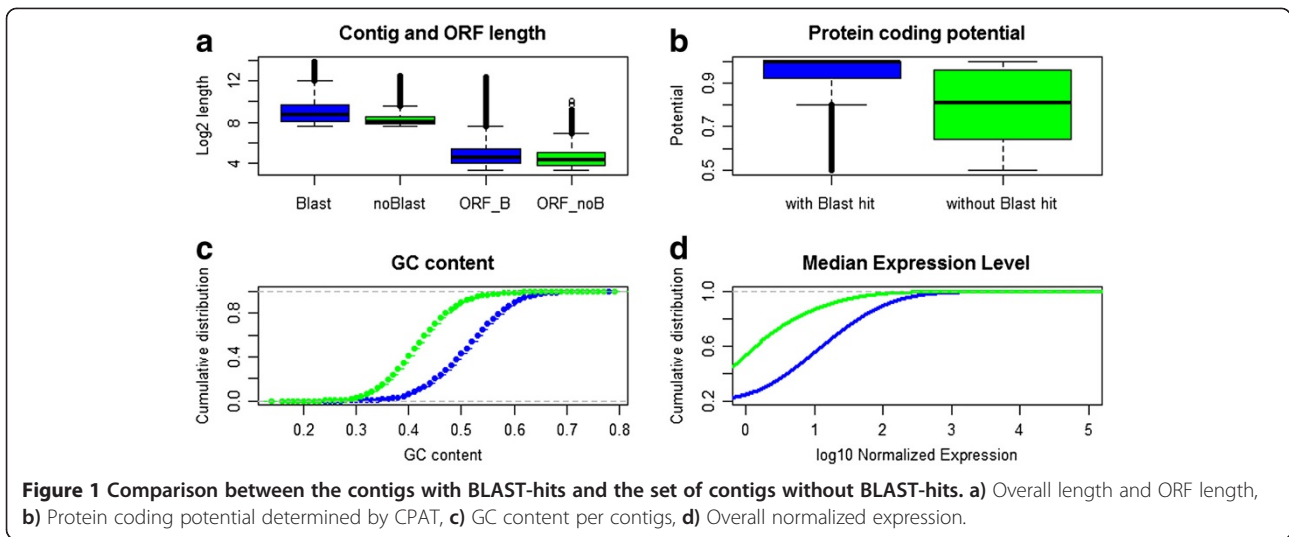 a
Contig and ORF length
Log2 length
4 8 12
Blast noBlast ORF_B ORF_noB
b
Protein coding potential
Potential
0.5 0.7 0.9
with Blast hit without Blast hit
c
GC content
Cumulative distribution
0.0 0.4 0.8
0.2 0.3 0.4 0.5 0.6 0.7 0.8
GC content
d
Median Expression Level
Cumulative distribution
0.2 0.6 1.0
0 1 2 3 4 5
log10 Normalized Expression
Figure 1 Comparison between the contigs with BLAST-hits and the set of contigs without BLAST-hits. a) Overall length and ORF length,
b) Protein coding potential determined by CPAT, c) GC content per contigs, d) Overall normalized expression.